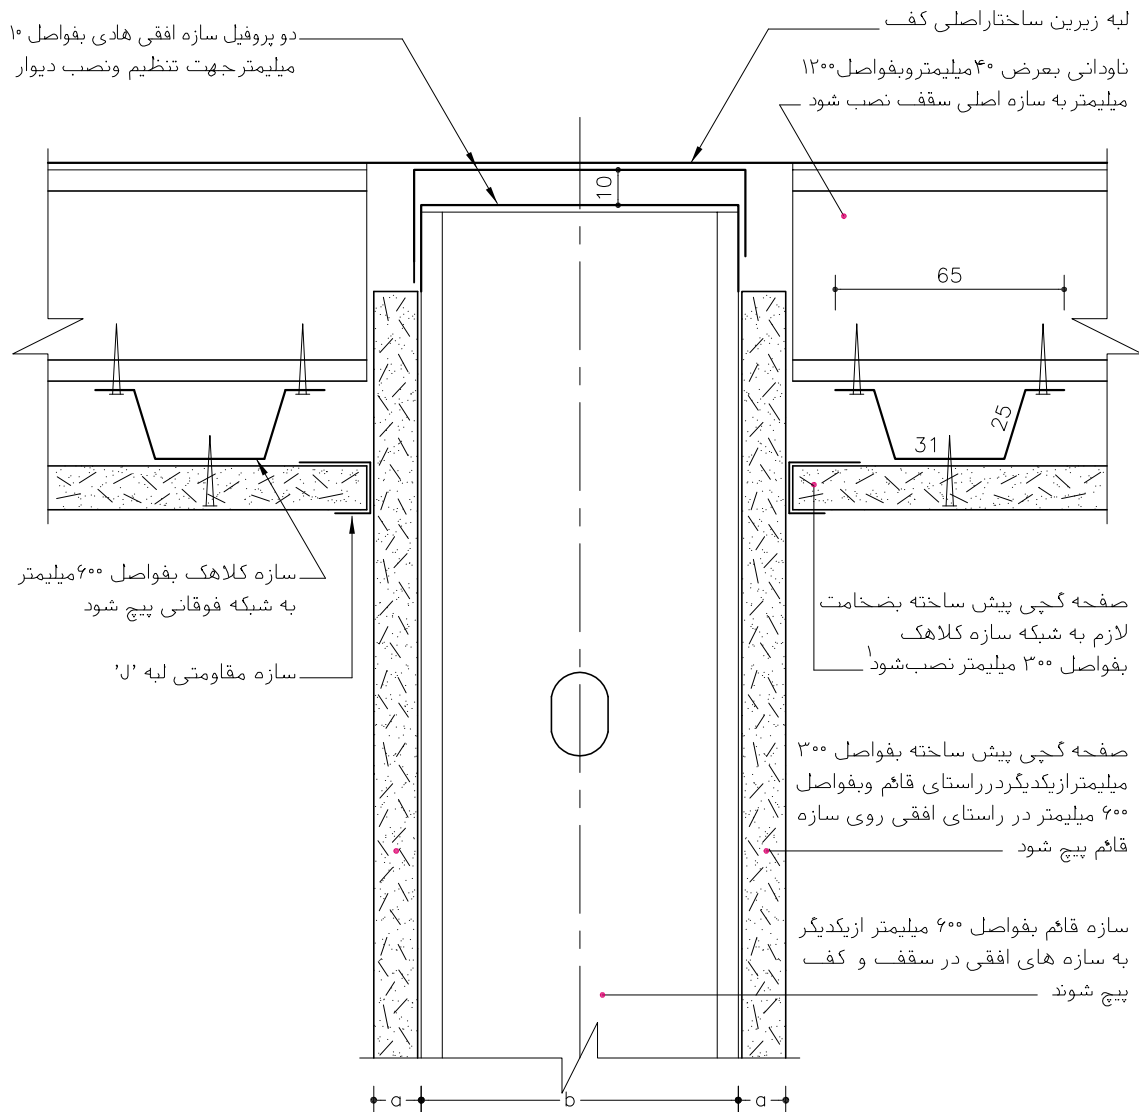 لبه زیرین ساختاراصلی کف
ناودانی بعرض ۴۰میلیمتروبفواصل۱۲۰۰
میلیمتر به سازه اصلی سقف نصب شود
دو پروفیل سازه افقی هادی بفواصل ۱۰
میلیمترجهت تنظیم ونصب دیوار
10
65
25
31
سازه کلاهک بفواصل ۶۰۰میلیمتر
به شبکه فوقانی پیچ شود
سازه مقاومتی لبه 'J'
صفحه گچی پیش ساخته بضخامت
لازم به شبکه سازه کلاهک
بفواصل ۳۰۰ میلیمتر نصب‌شود۱
صفحه گچی پیش ساخته بفواصل ۳۰۰
میلیمترازیکدیگردرراستای قائم وبفواصل
۶۰۰ میلیمتر در راستای افقی روی سازه
قائم پیچ شود
سازه قائم بفواصل ۶۰۰ میلیمتر ازیکدیگر
به سازه های افقی در سقف و کف
پیچ شوند
a b a